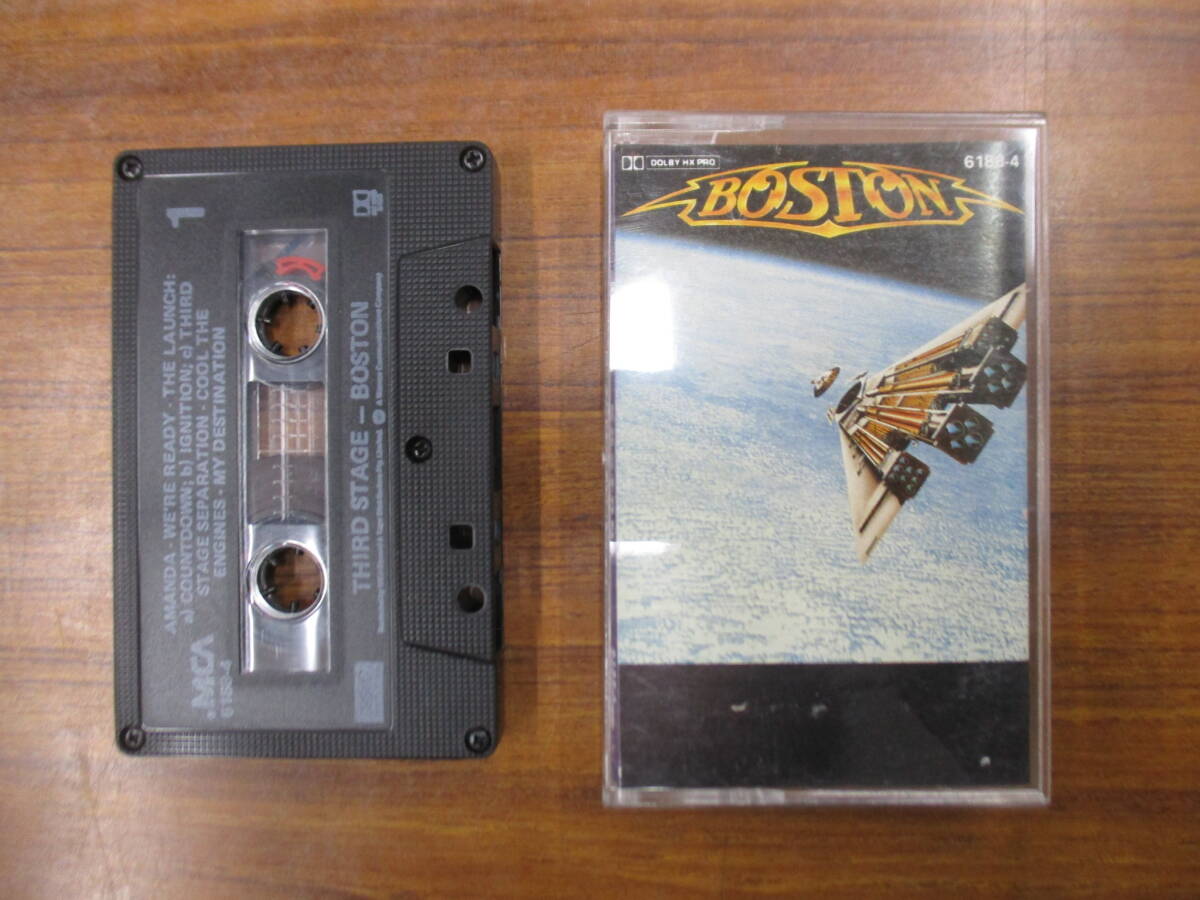 1
AMANDA · WE'RE READY · THE LAUNCH:
a) COUNTDOWN; b) IGNITION; c) THIRD
STAGE SEPARATION · COOL THE
ENGINES · MY DESTINATION
MCA
6188-4
THIRD STAGE – BOSTON
DOLBY HX PRO
6188-4
BOSTON